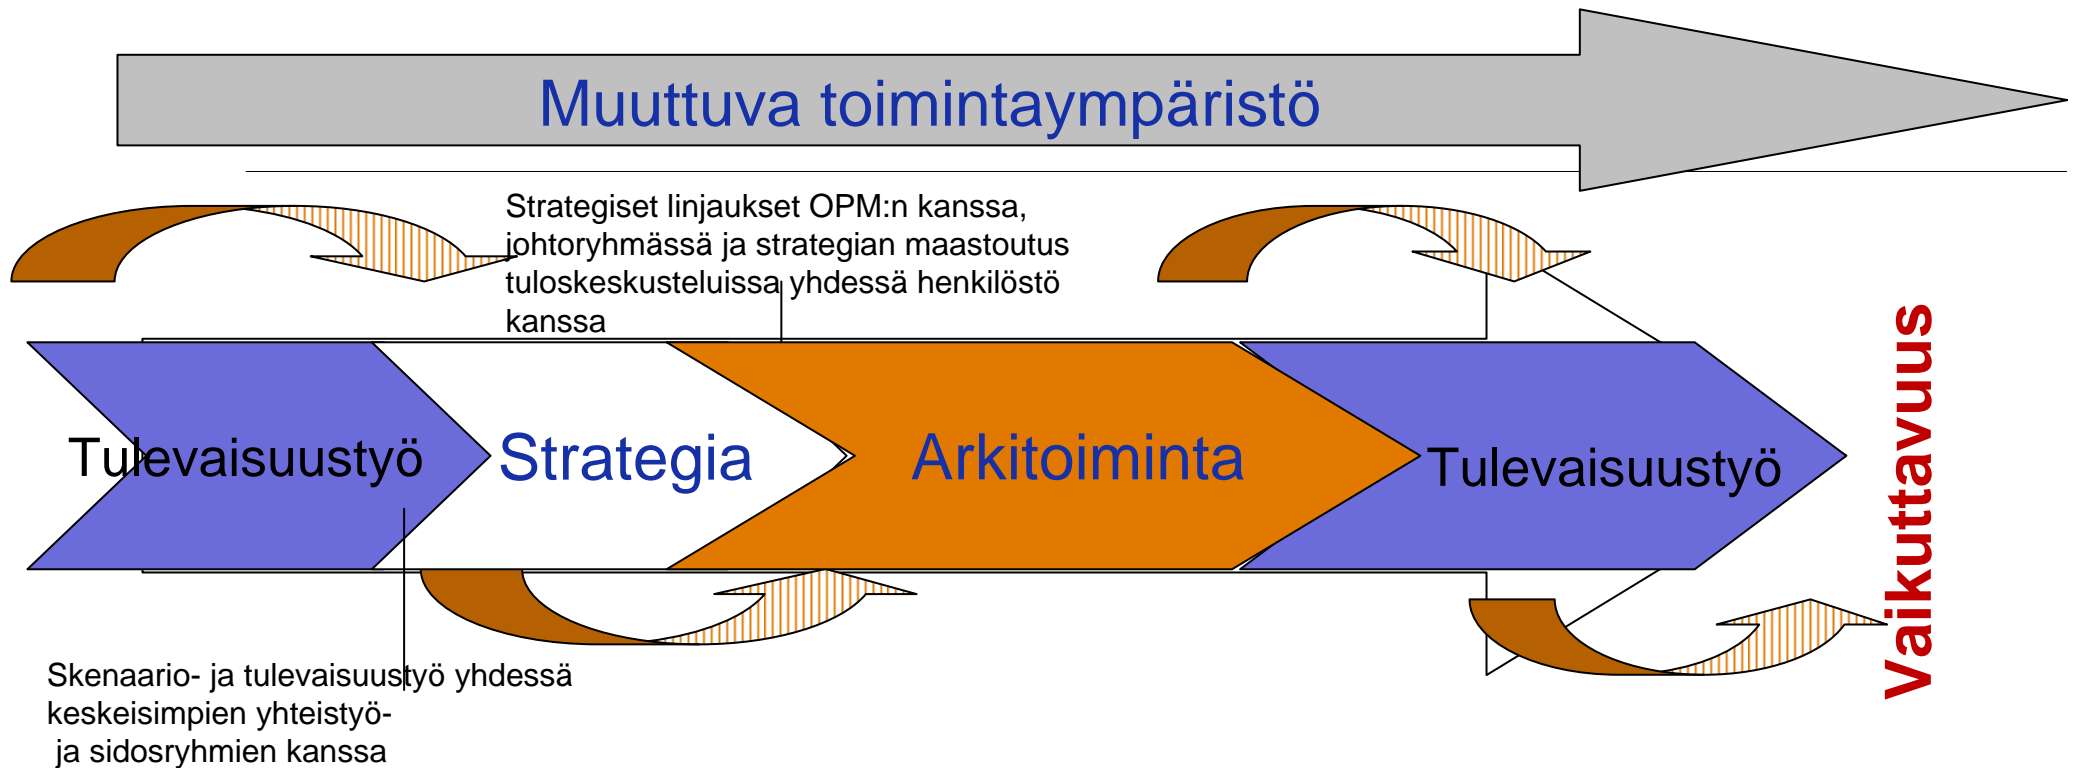 Muuttuva toimintaympäristö
Strategiset linjaukset OPM:n kanssa,
johtoryhmässä ja strategian maastoutus
tuloskeskusteluissa yhdessä henkilöstö
kanssa
Tulevaisuustyö
Strategia
Arkitoiminta
Tulevaisuustyö
Vaikuttavuus
Skenaario- ja tulevaisuustyö yhdessä
keskeisimpien yhteistyö-
ja sidosryhmien kanssa